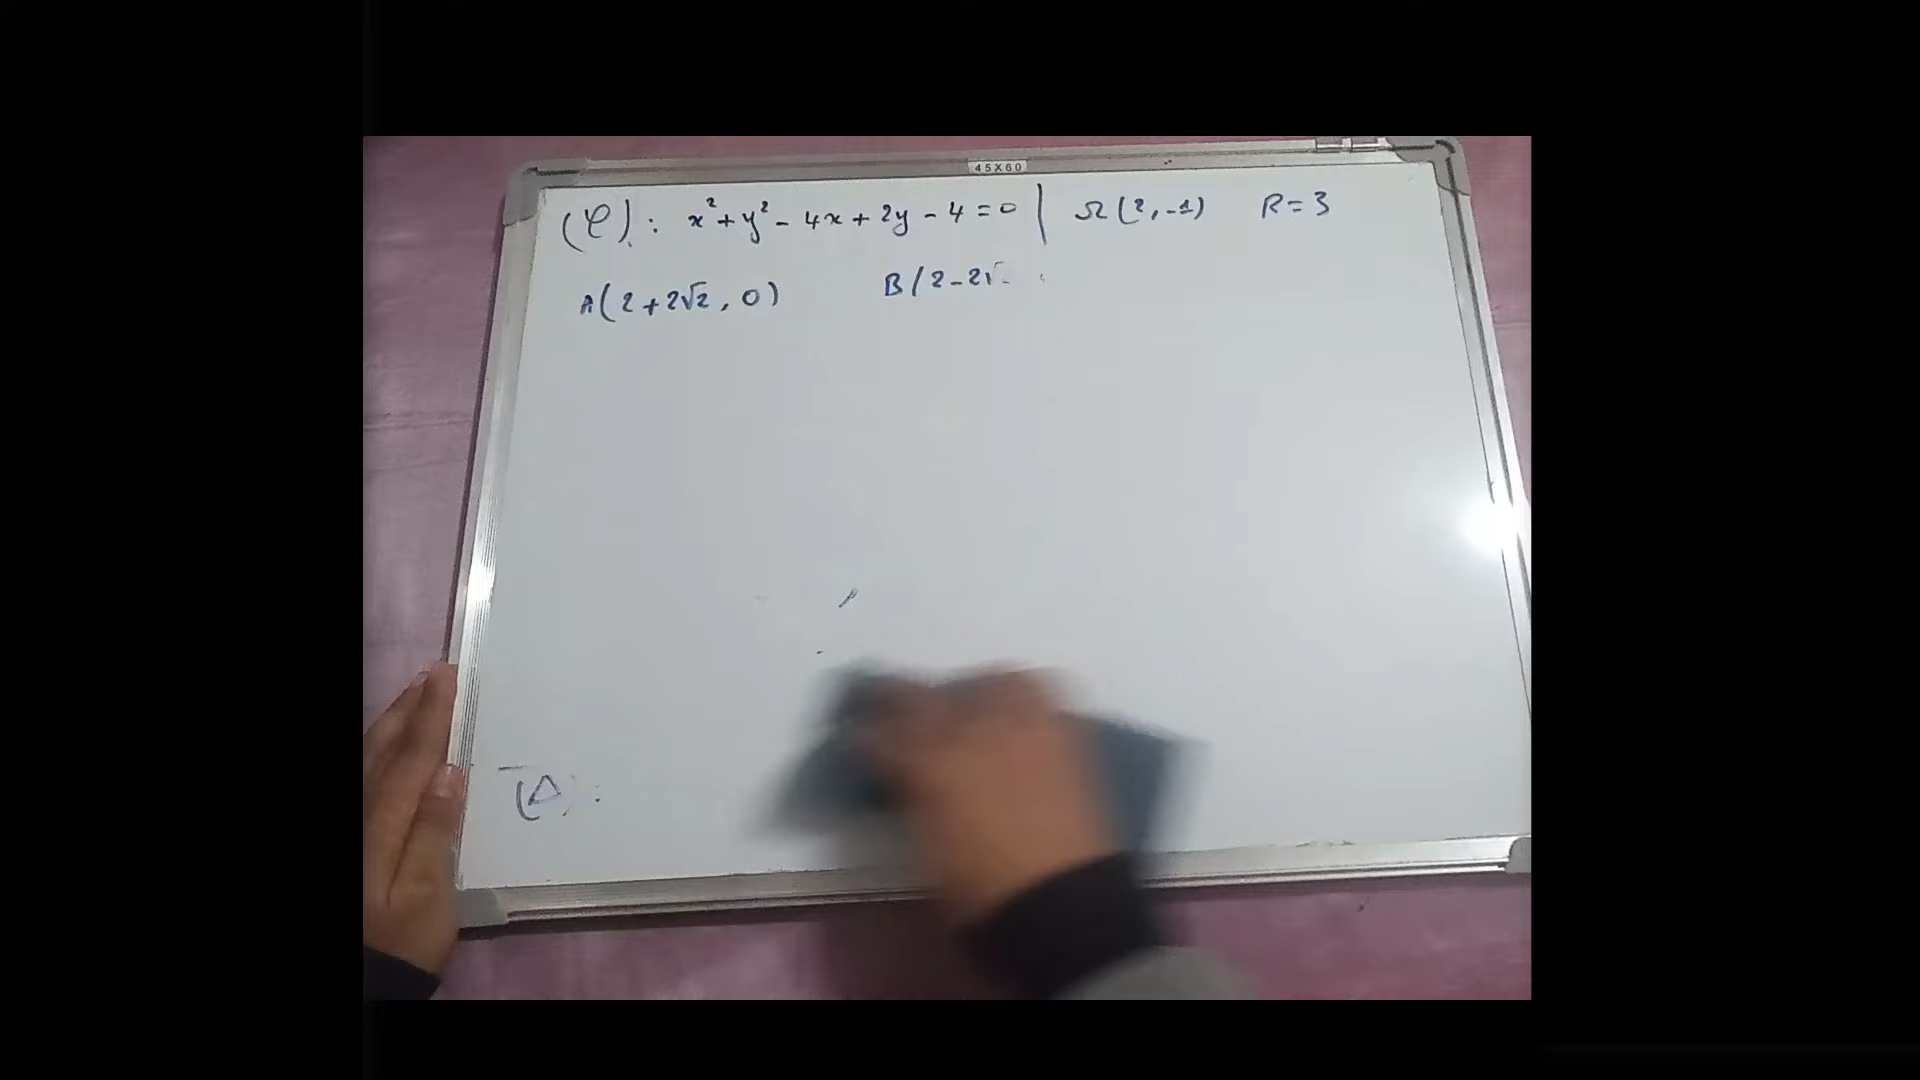 45X60
(C): x²+y²-4x+2y-4=0 | Ω(2,-1) R=3
A(2+2√2, 0) B(2-2√
(Δ):